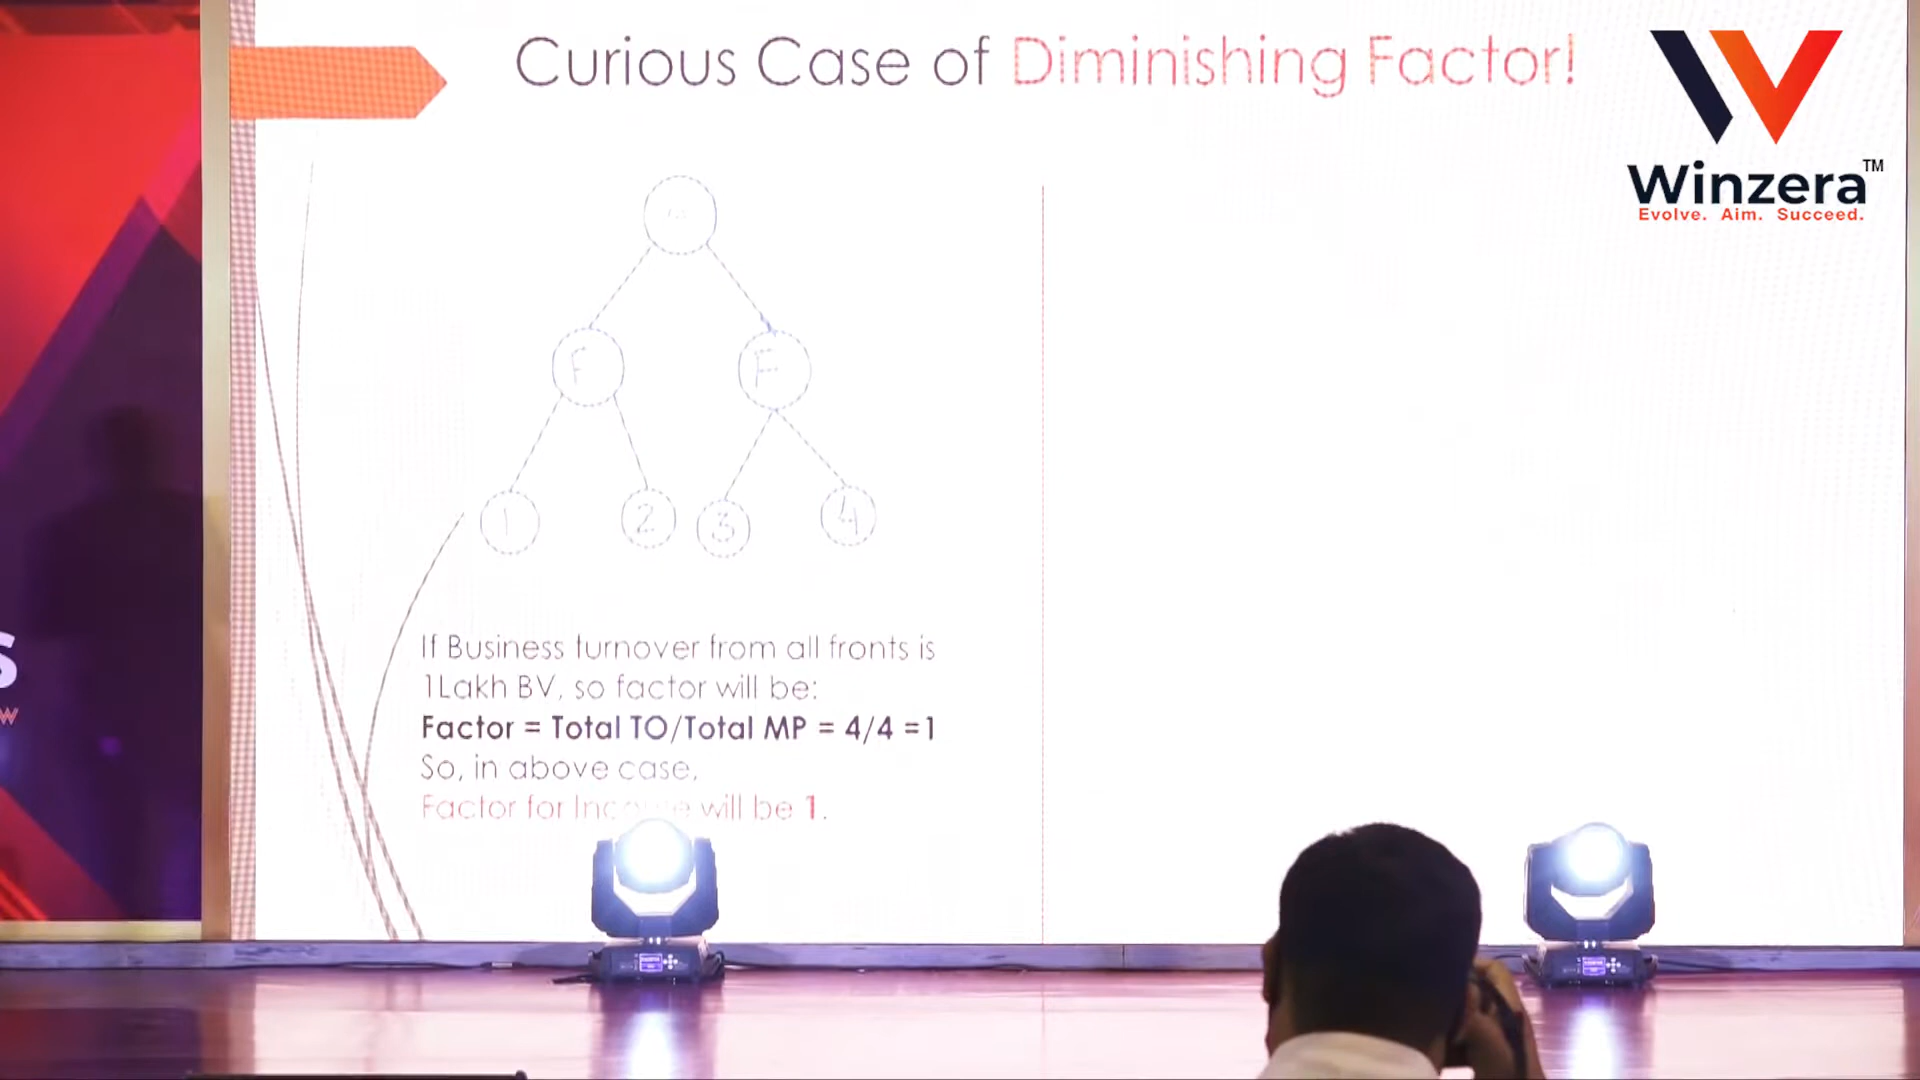 Curious Case of Diminishing Factor!
Winzera™
Evolve. Aim. Succeed.
F F
1 2 3 4
If Business turnover from all fronts is
1Lakh BV, so factor will be:
Factor = Total TO/Total MP = 4/4 =1
So, in above case,
Factor for Income will be 1.
S
W